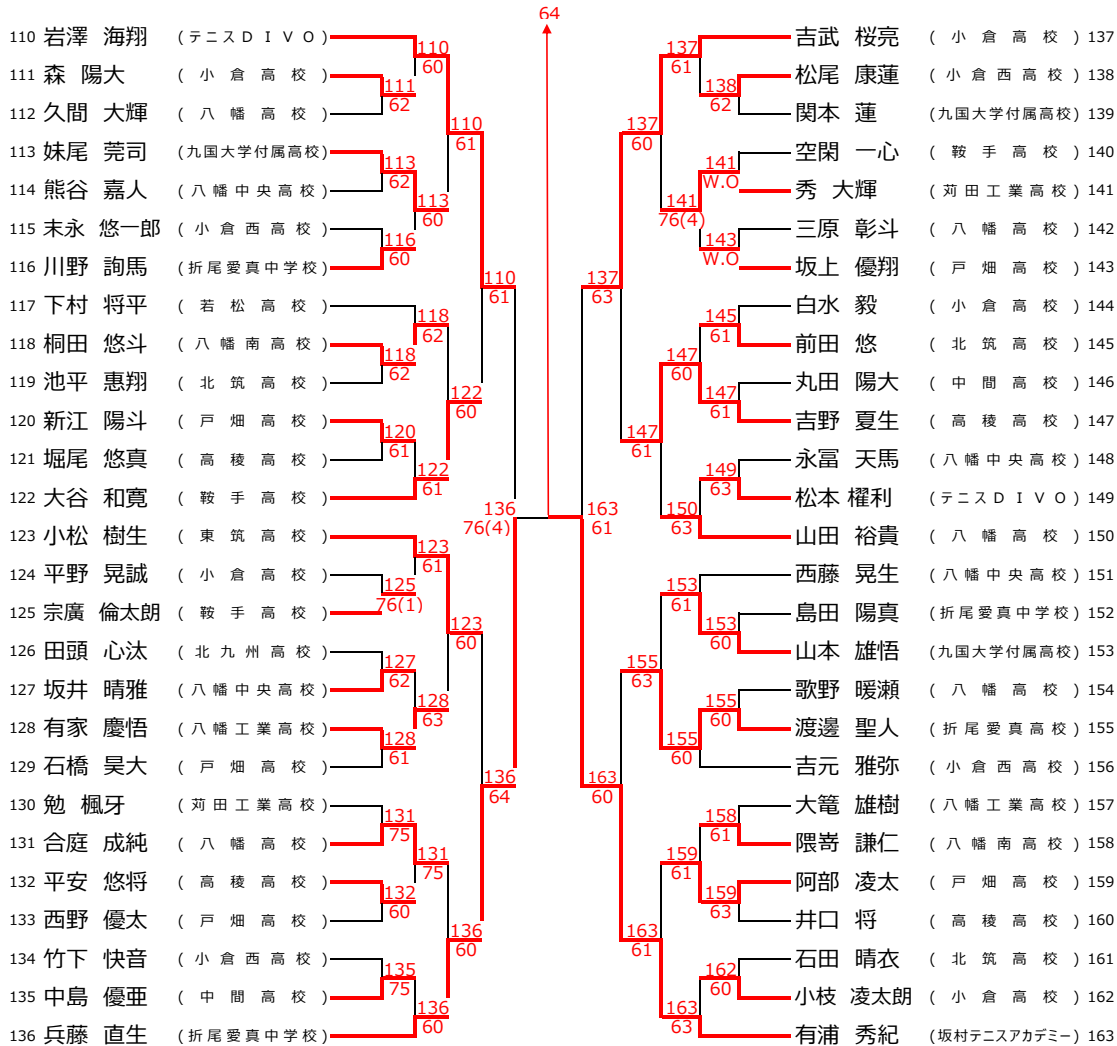 64
110 岩澤 海翔 (テニスＤＩＶＯ)
111 森 陽大 (小倉高校)
112 久間 大輝 (八幡高校)
113 妹尾 莞司 (九国大学付属高校)
114 熊谷 嘉人 (八幡中央高校)
115 末永 悠一郎 (小倉西高校)
116 川野 詢馬 (折尾愛真中学校)
117 下村 将平 (若松高校)
118 桐田 悠斗 (八幡南高校)
119 池平 惠翔 (北筑高校)
120 新江 陽斗 (戸畑高校)
121 堀尾 悠真 (高稜高校)
122 大谷 和寛 (鞍手高校)
123 小松 樹生 (東筑高校)
124 平野 晃誠 (小倉高校)
125 宗廣 倫太朗 (鞍手高校)
126 田頭 心汰 (北九州高校)
127 坂井 晴雅 (八幡中央高校)
128 有家 慶悟 (八幡工業高校)
129 石橋 昊大 (戸畑高校)
130 勉 楓牙 (苅田工業高校)
131 合庭 成純 (八幡高校)
132 平安 悠将 (高稜高校)
133 西野 優太 (戸畑高校)
134 竹下 快音 (小倉西高校)
135 中島 優亜 (中間高校)
136 兵藤 直生 (折尾愛真中学校)
111
62
113
62
116
60
118
62
120
61
125
76(1)
127
62
128
61
131
75
132
60
135
75
110
60
113
60
118
62
122
61
123
61
128
63
131
75
136
60
110
61
122
60
123
60
136
60
110
61
136
64
136
76(4)
163
61
137
63
163
60
137
60
147
61
155
63
163
61
137
61
141
76(4)
147
60
150
63
153
61
155
60
159
61
163
63
138
62
141
W.O
143
W.O
145
61
147
61
149
63
153
60
155
60
158
61
159
63
162
60
吉武 桜亮 (小倉高校) 137
松尾 康蓮 (小倉西高校) 138
関本 蓮 (九国大学付属高校) 139
空閑 一心 (鞍手高校) 140
秀 大輝 (苅田工業高校) 141
三原 彰斗 (八幡高校) 142
坂上 優翔 (戸畑高校) 143
白水 毅 (小倉高校) 144
前田 悠 (北筑高校) 145
丸田 陽大 (中間高校) 146
吉野 夏生 (高稜高校) 147
永冨 天馬 (八幡中央高校) 148
松本 櫂利 (テニスＤＩＶＯ) 149
山田 裕貴 (八幡高校) 150
西藤 晃生 (八幡中央高校) 151
島田 陽真 (折尾愛真中学校) 152
山本 雄悟 (九国大学付属高校) 153
歌野 暖瀬 (八幡高校) 154
渡邊 聖人 (折尾愛真高校) 155
吉元 雅弥 (小倉西高校) 156
大篭 雄樹 (八幡工業高校) 157
隈嵜 謙仁 (八幡南高校) 158
阿部 凌太 (戸畑高校) 159
井口 将 (高稜高校) 160
石田 晴衣 (北筑高校) 161
小枝 凌太朗 (小倉高校) 162
有浦 秀紀 (坂村テニスアカデミー) 163